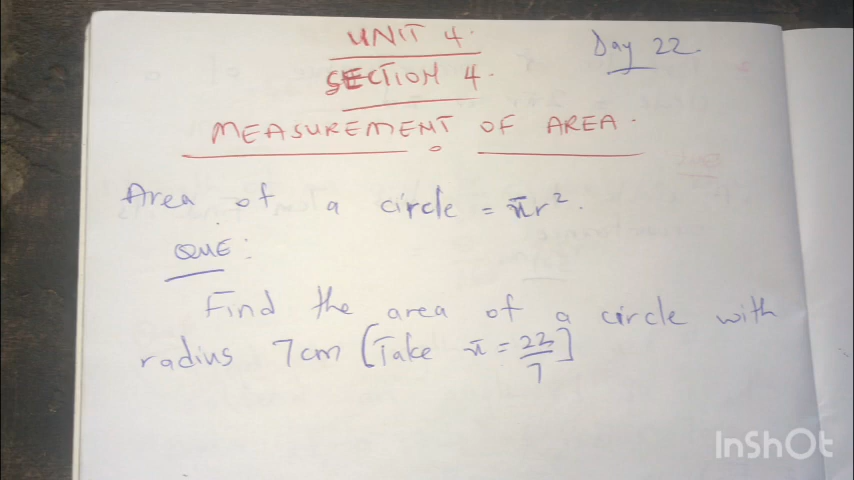 UNIT 4.
Day 22.
SECTION 4.
MEASUREMENT OF AREA.
Area of a circle = πr².
QUE:
Find the area of a circle with
radius 7cm [Take π = 22/7]
InShOt